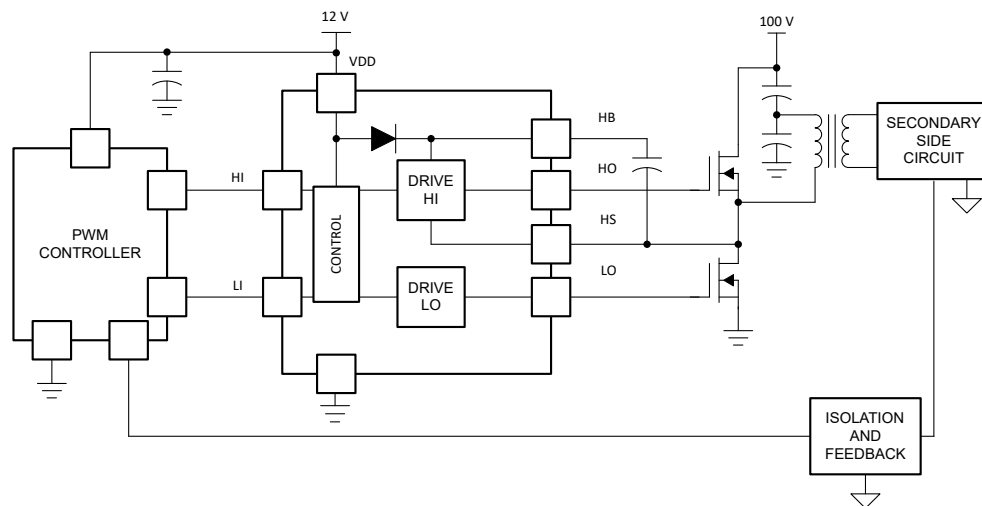 12 V
100 V
VDD
HB
SECONDARY
SIDE
CIRCUIT
HI
DRIVE
HI
HO
PWM
CONTROLLER
CONTROL
HS
LI
DRIVE
LO
LO
ISOLATION
AND
FEEDBACK